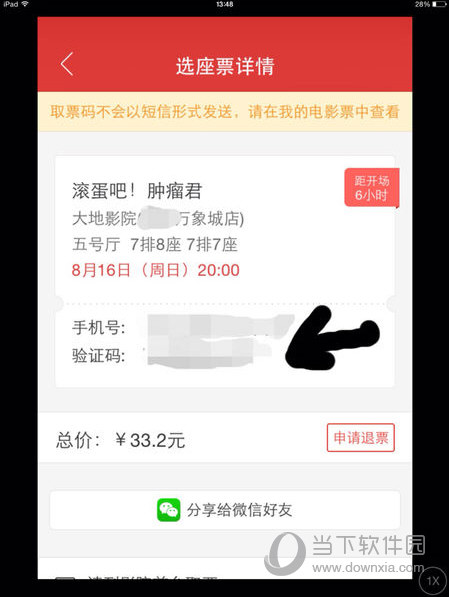 iPad 13:48 28%
选座票详情
取票码不会以短信形式发送，请在我的电影票中查看
距开场
6小时
滚蛋吧！肿瘤君
大地影院(万象城店)
五号厅 7排8座 7排7座
8月16日（周日）20:00
手机号:
验证码:
总价：￥33.2元
申请退票
分享给微信好友
当下软件园
www.downxia.com
1X